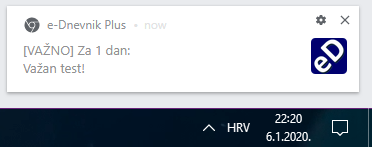 e-Dnevnik Plus • now
[VAŽNO] Za 1 dan:
Važan test!
eD
HRV
22:20
6.1.2020.